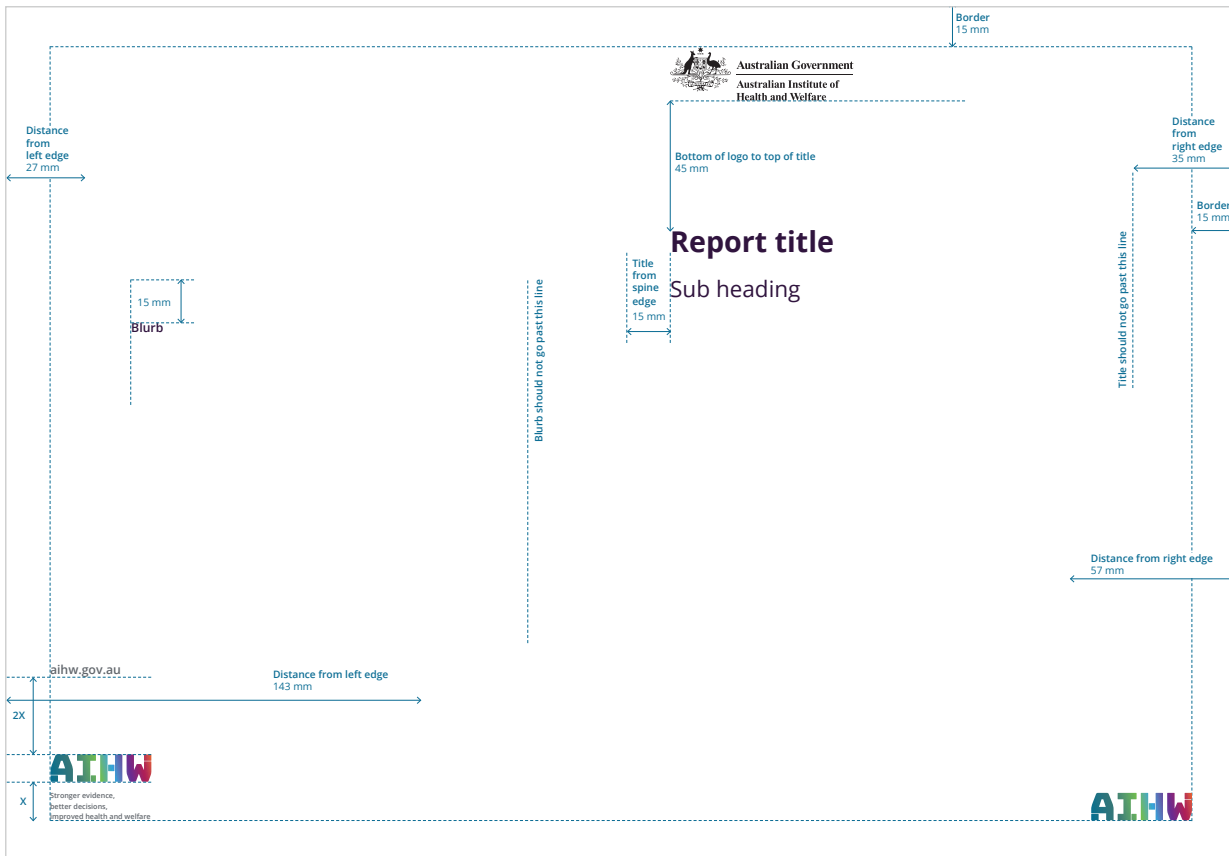 Border
15 mm
Australian Government
Australian Institute of
Health and Welfare
Distance
from
left edge
27 mm
Distance
from
right edge
35 mm
Bottom of logo to top of title
45 mm
Border
15 mm
Report title
Title
from
spine
edge
15 mm
Sub heading
15 mm
Blurb
Blurb should not go past this line
Title should not go past this line
Distance from right edge
57 mm
aihw.gov.au
Distance from left edge
143 mm
2X
AIHW
X
Stronger evidence,
better decisions,
improved health and welfare
AIHW